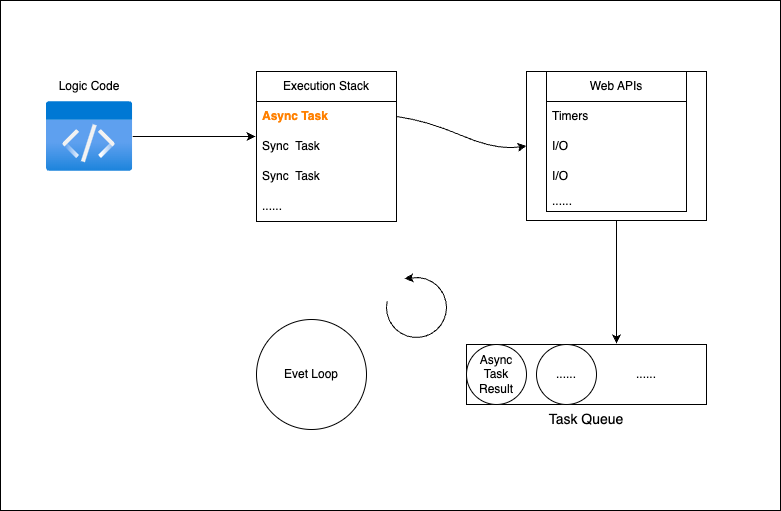 Logic Code
</>
Execution Stack
Async Task
Sync Task
Sync Task
......
Web APIs
Timers
I/O
I/O
......
Evet Loop
Async
Task
Result
......
......
Task Queue